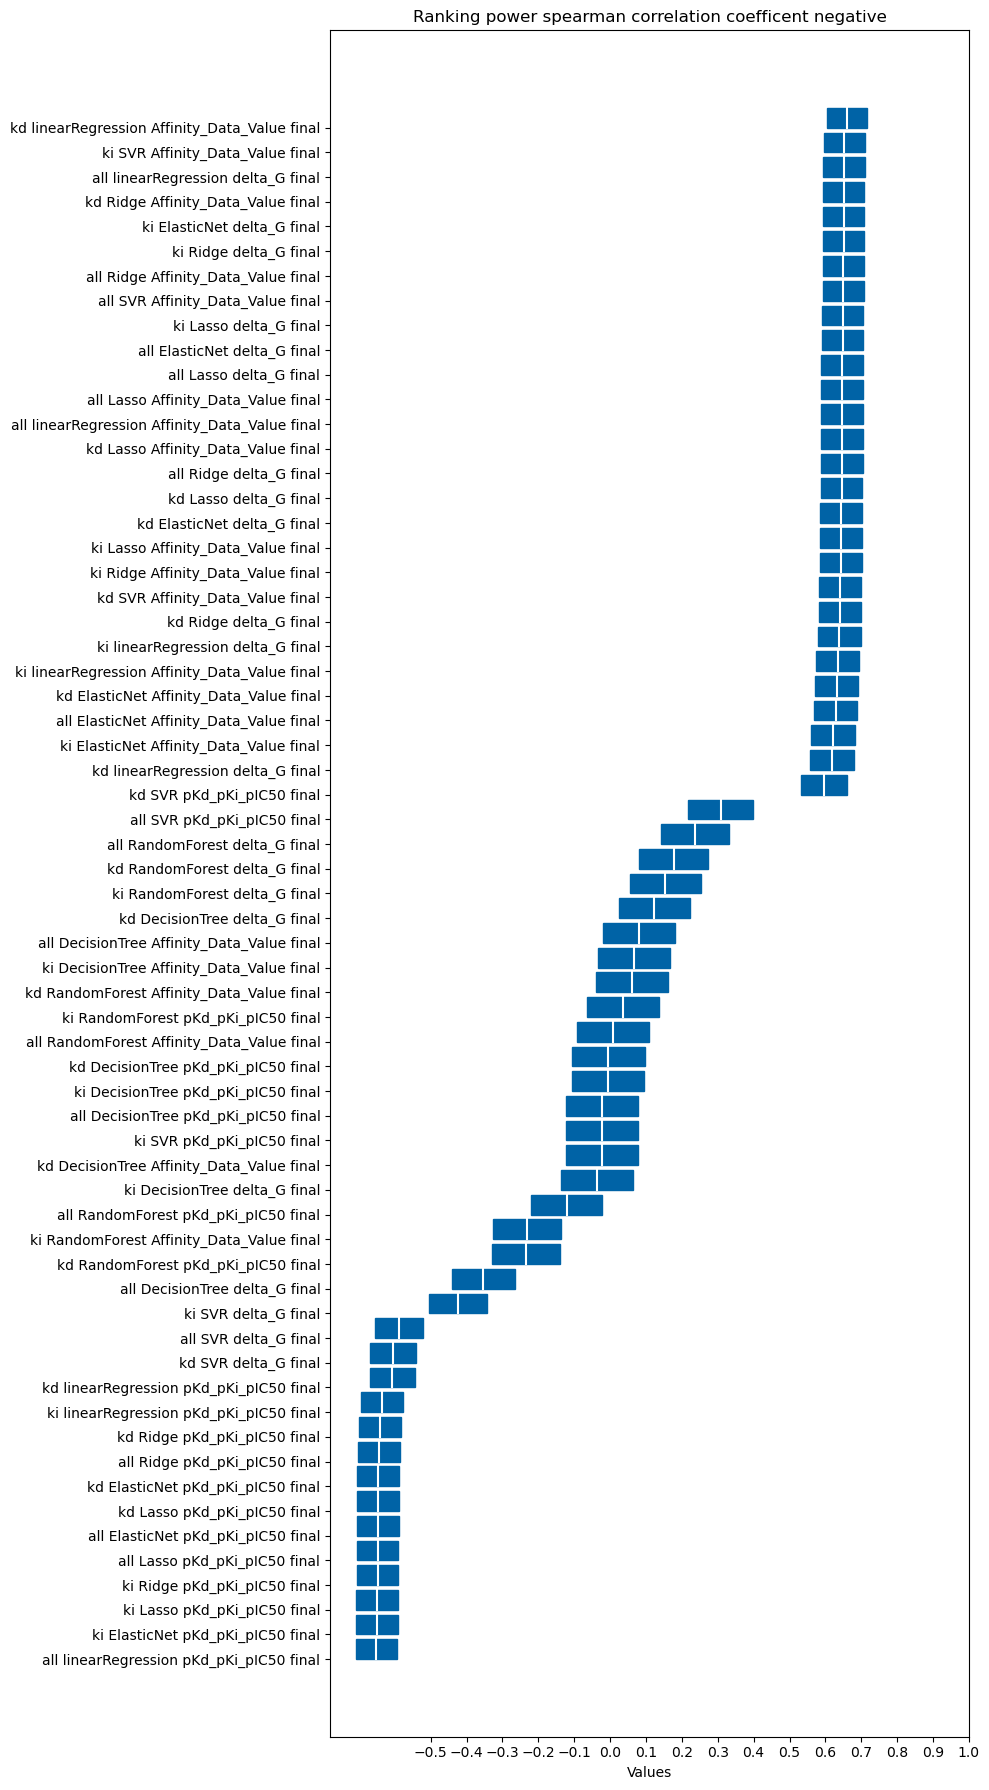 Ranking power spearman correlation coefficent negative
kd linearRegression Affinity_Data_Value final
ki SVR Affinity_Data_Value final
all linearRegression delta_G final
kd Ridge Affinity_Data_Value final
ki ElasticNet delta_G final
ki Ridge delta_G final
all Ridge Affinity_Data_Value final
all SVR Affinity_Data_Value final
ki Lasso delta_G final
all ElasticNet delta_G final
all Lasso delta_G final
all Lasso Affinity_Data_Value final
all linearRegression Affinity_Data_Value final
kd Lasso Affinity_Data_Value final
all Ridge delta_G final
kd Lasso delta_G final
kd ElasticNet delta_G final
ki Lasso Affinity_Data_Value final
ki Ridge Affinity_Data_Value final
kd SVR Affinity_Data_Value final
kd Ridge delta_G final
ki linearRegression delta_G final
ki linearRegression Affinity_Data_Value final
kd ElasticNet Affinity_Data_Value final
all ElasticNet Affinity_Data_Value final
ki ElasticNet Affinity_Data_Value final
kd linearRegression delta_G final
kd SVR pKd_pKi_pIC50 final
all SVR pKd_pKi_pIC50 final
all RandomForest delta_G final
kd RandomForest delta_G final
ki RandomForest delta_G final
kd DecisionTree delta_G final
all DecisionTree Affinity_Data_Value final
ki DecisionTree Affinity_Data_Value final
kd RandomForest Affinity_Data_Value final
ki RandomForest pKd_pKi_pIC50 final
all RandomForest Affinity_Data_Value final
kd DecisionTree pKd_pKi_pIC50 final
ki DecisionTree pKd_pKi_pIC50 final
all DecisionTree pKd_pKi_pIC50 final
ki SVR pKd_pKi_pIC50 final
kd DecisionTree Affinity_Data_Value final
ki DecisionTree delta_G final
all RandomForest pKd_pKi_pIC50 final
ki RandomForest Affinity_Data_Value final
kd RandomForest pKd_pKi_pIC50 final
all DecisionTree delta_G final
ki SVR delta_G final
all SVR delta_G final
kd SVR delta_G final
kd linearRegression pKd_pKi_pIC50 final
ki linearRegression pKd_pKi_pIC50 final
kd Ridge pKd_pKi_pIC50 final
all Ridge pKd_pKi_pIC50 final
kd ElasticNet pKd_pKi_pIC50 final
kd Lasso pKd_pKi_pIC50 final
all ElasticNet pKd_pKi_pIC50 final
all Lasso pKd_pKi_pIC50 final
ki Ridge pKd_pKi_pIC50 final
ki Lasso pKd_pKi_pIC50 final
ki ElasticNet pKd_pKi_pIC50 final
all linearRegression pKd_pKi_pIC50 final
−0.5 −0.4 −0.3 −0.2 −0.1 0.0 0.1 0.2 0.3 0.4 0.5 0.6 0.7 0.8 0.9 1.0
Values